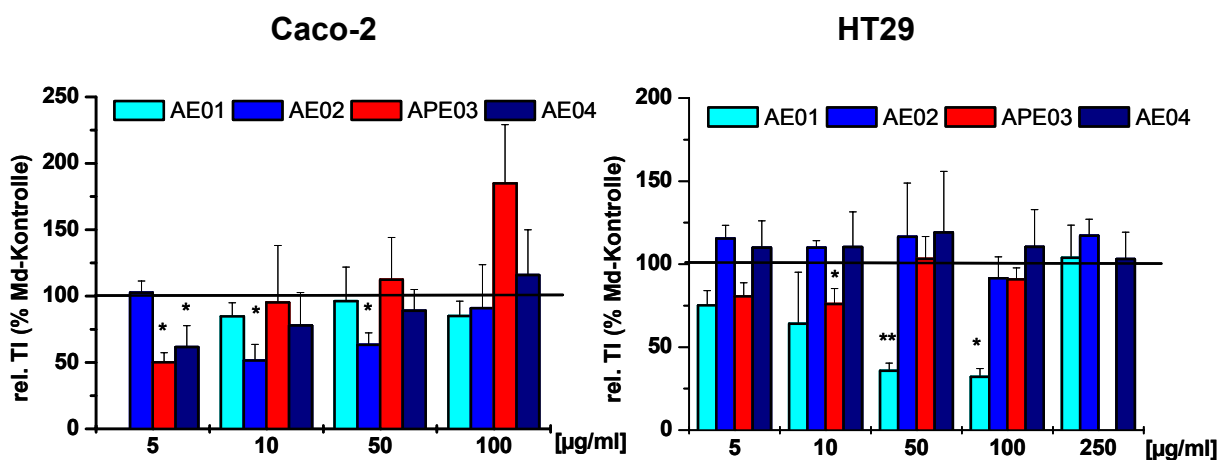 Caco-2
250
200
150
100
50
0
rel. TI (% Md-Kontrolle)
AE01 AE02 APE03 AE04
* * * *
5 10 50 100 [µg/ml]
HT29
200
150
100
50
0
rel. TI (% Md-Kontrolle)
AE01 AE02 APE03 AE04
* ** *
5 10 50 100 250 [µg/ml]